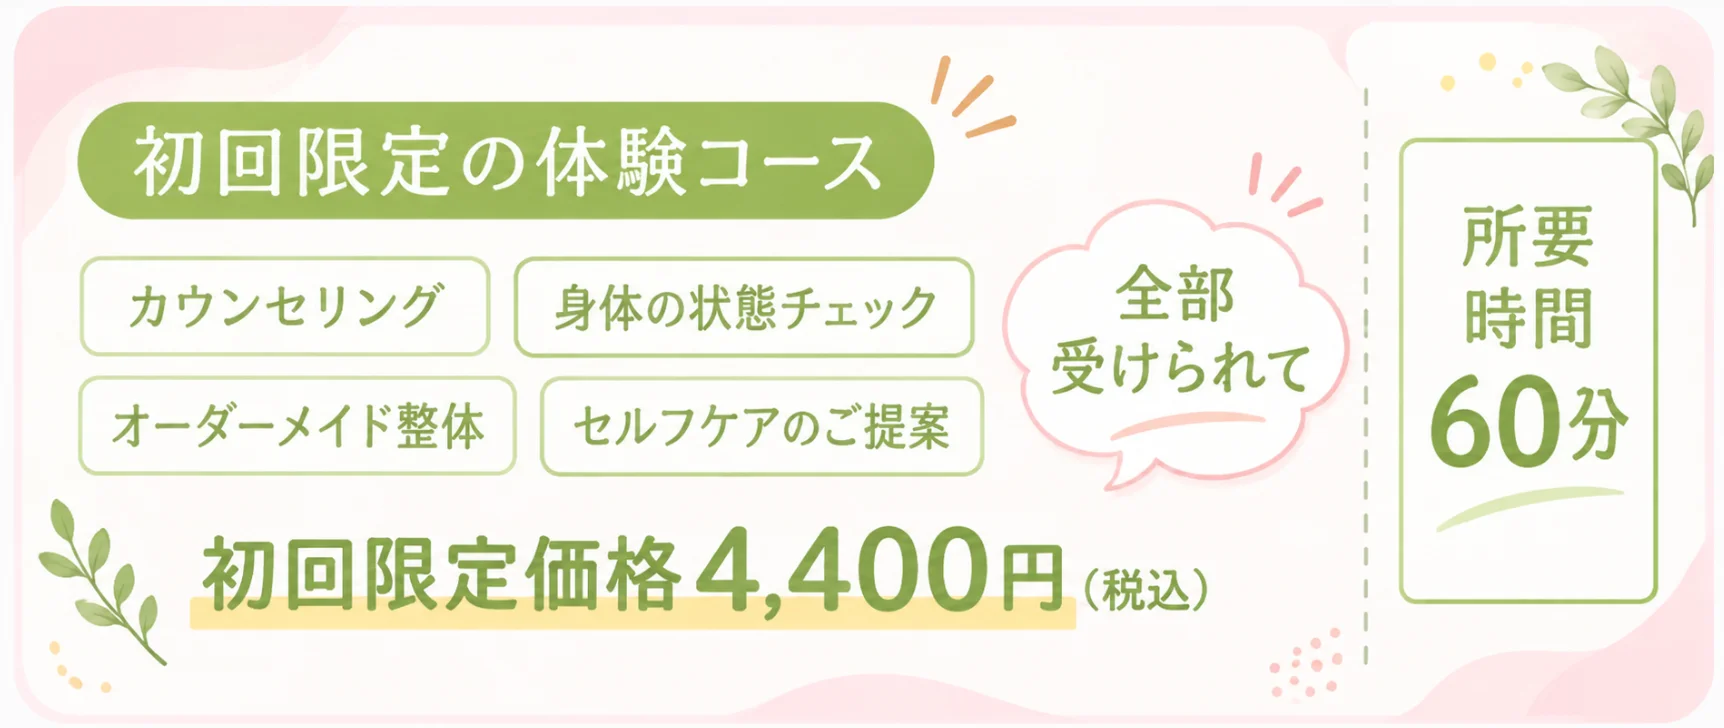 初回限定の体験コース
カウンセリング
身体の状態チェック
オーダーメイド整体
セルフケアのご提案
全部
受けられて
初回限定価格4,400円(税込)
所要
時間
60分